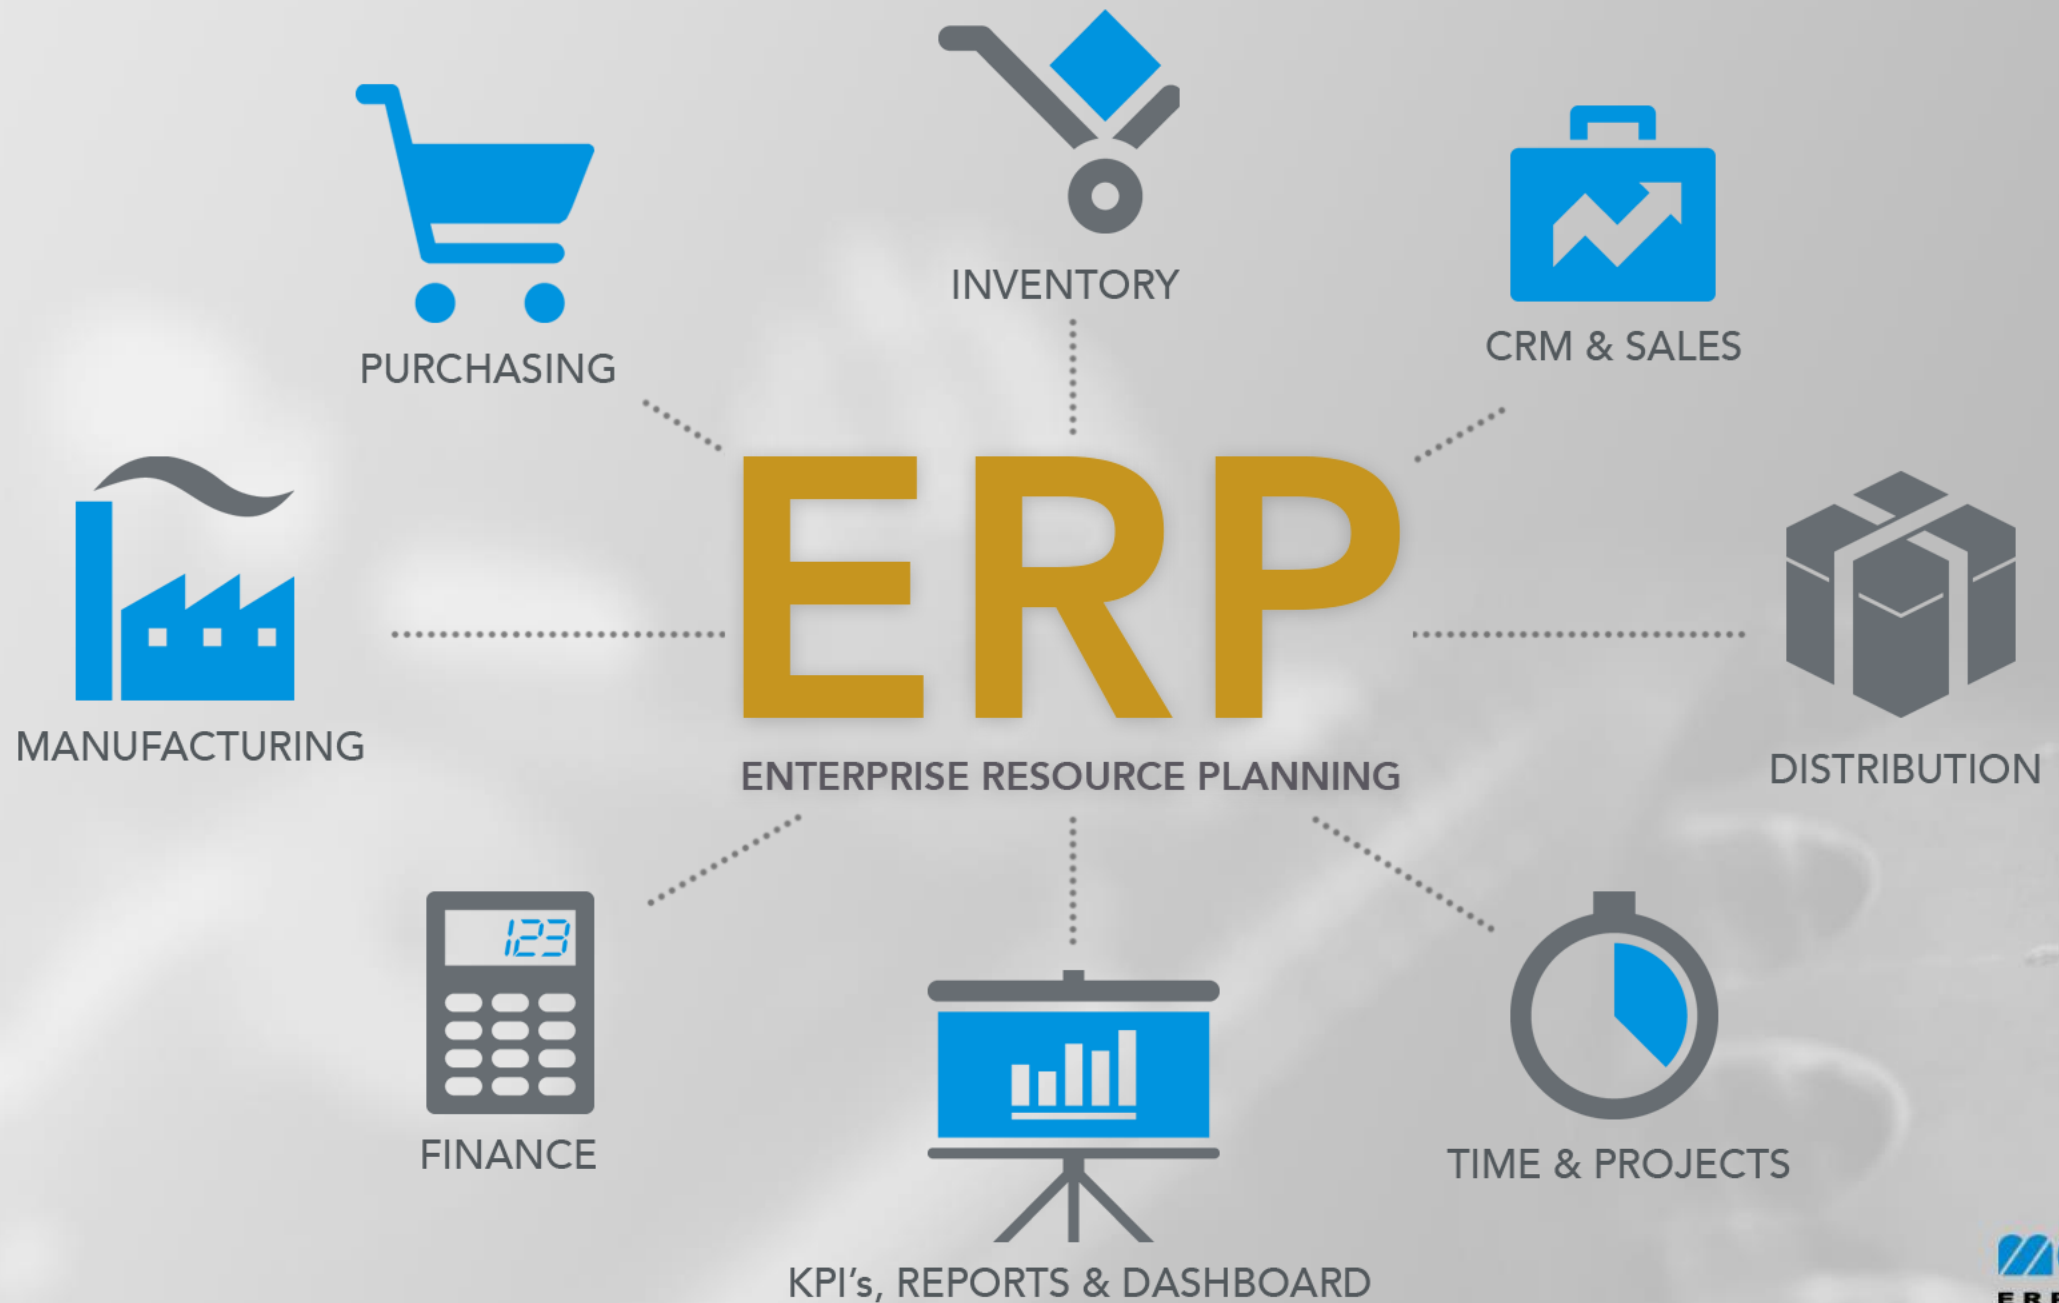 INVENTORY
CRM & SALES
PURCHASING
ERP
ENTERPRISE RESOURCE PLANNING
MANUFACTURING
DISTRIBUTION
123
FINANCE
TIME & PROJECTS
KPI's, REPORTS & DASHBOARD